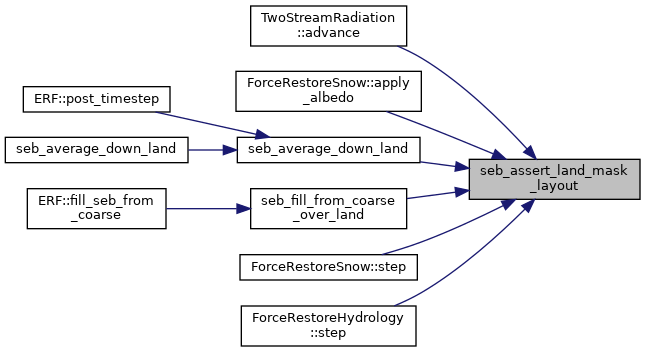 TwoStreamRadiation
::advance
ForceRestoreSnow::apply
_albedo
ERF::post_timestep
seb_average_down_land
seb_average_down_land
seb_assert_land_mask
_layout
ERF::fill_seb_from
_coarse
seb_fill_from_coarse
_over_land
ForceRestoreSnow::step
ForceRestoreHydrology
::step